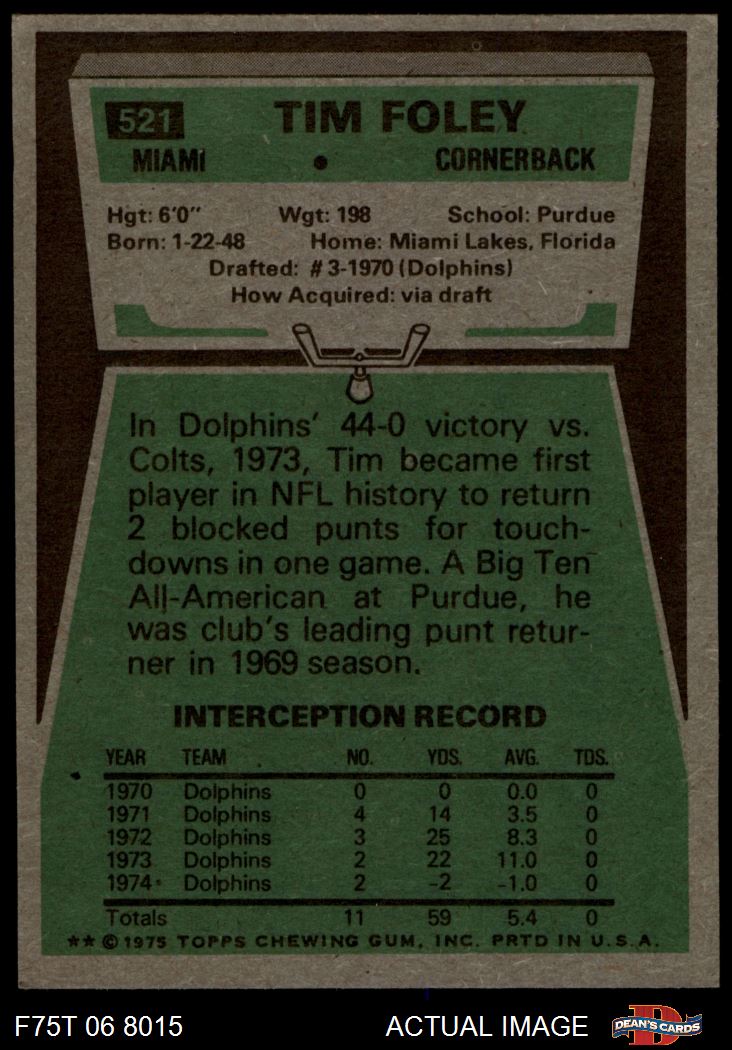 521 TIM FOLEY
MIAMI • CORNERBACK
Hgt: 6'0" Wgt: 198 School: Purdue
Born: 1-22-48 Home: Miami Lakes, Florida
Drafted: #3-1970 (Dolphins)
How Acquired: via draft
In Dolphins' 44-0 victory vs.
Colts, 1973, Tim became first
player in NFL history to return
2 blocked punts for touch-
downs in one game. A Big Ten
All-American at Purdue, he
was club's leading punt retur-
ner in 1969 season.
INTERCEPTION RECORD
YEAR TEAM NO. YDS. AVG. TDS.
1970 Dolphins 0 0 0.0 0
1971 Dolphins 4 14 3.5 0
1972 Dolphins 3 25 8.3 0
1973 Dolphins 2 22 11.0 0
1974 Dolphins 2 -2 -1.0 0
Totals 11 59 5.4 0
★★ © 1975 TOPPS CHEWING GUM, INC. PRTD IN U.S.A.
F75T 06 8015 ACTUAL IMAGE D DEAN'S CARDS